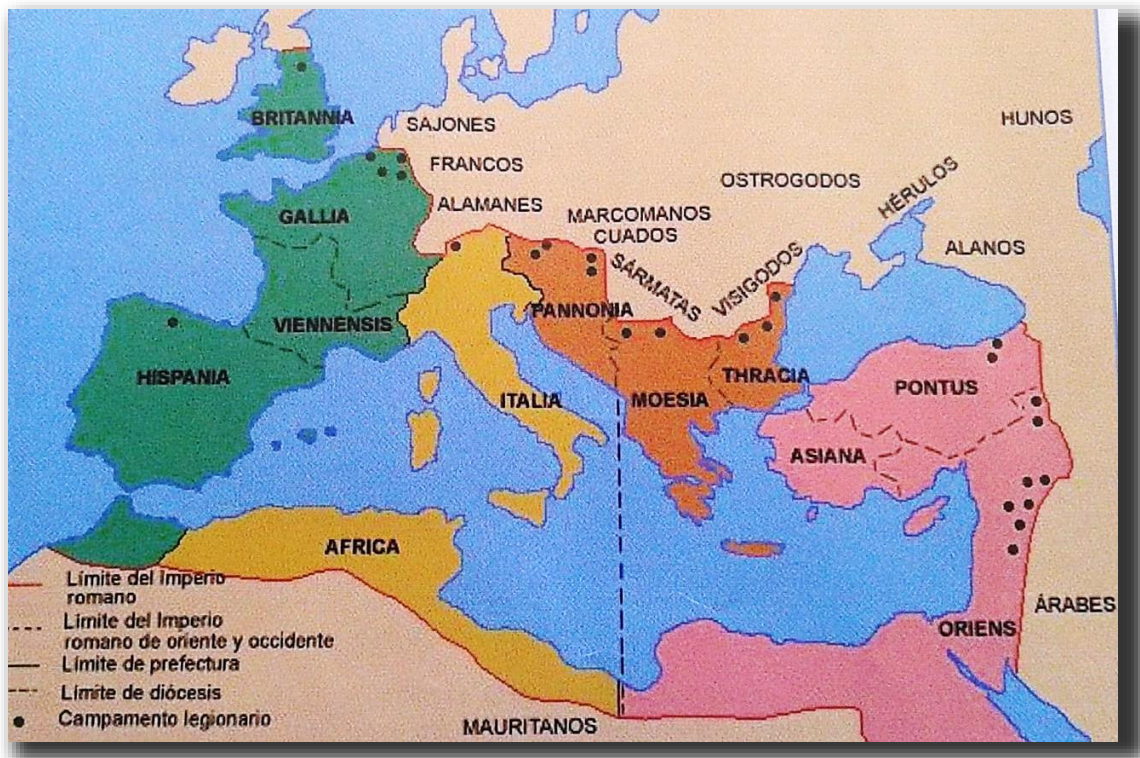 HUNOS
BRITANNIA
SAJONES
FRANCOS
OSTROGODOS
HÉRULOS
ALAMANES
GALLIA
MARCOMANOS
CUADOS
ALANOS
SÁRMATAS
VISIGODOS
PANNONIA
VIENNENSIS
HISPANIA
THRACIA
PONTUS
ITALIA
MOESIA
ASIANA
AFRICA
ÁRABES
ORIENS
MAURITANOS
Límite del Imperio
romano
Límite del Imperio
romano de oriente y occidente
Límite de prefectura
Límite de diócesis
Campamento legionario